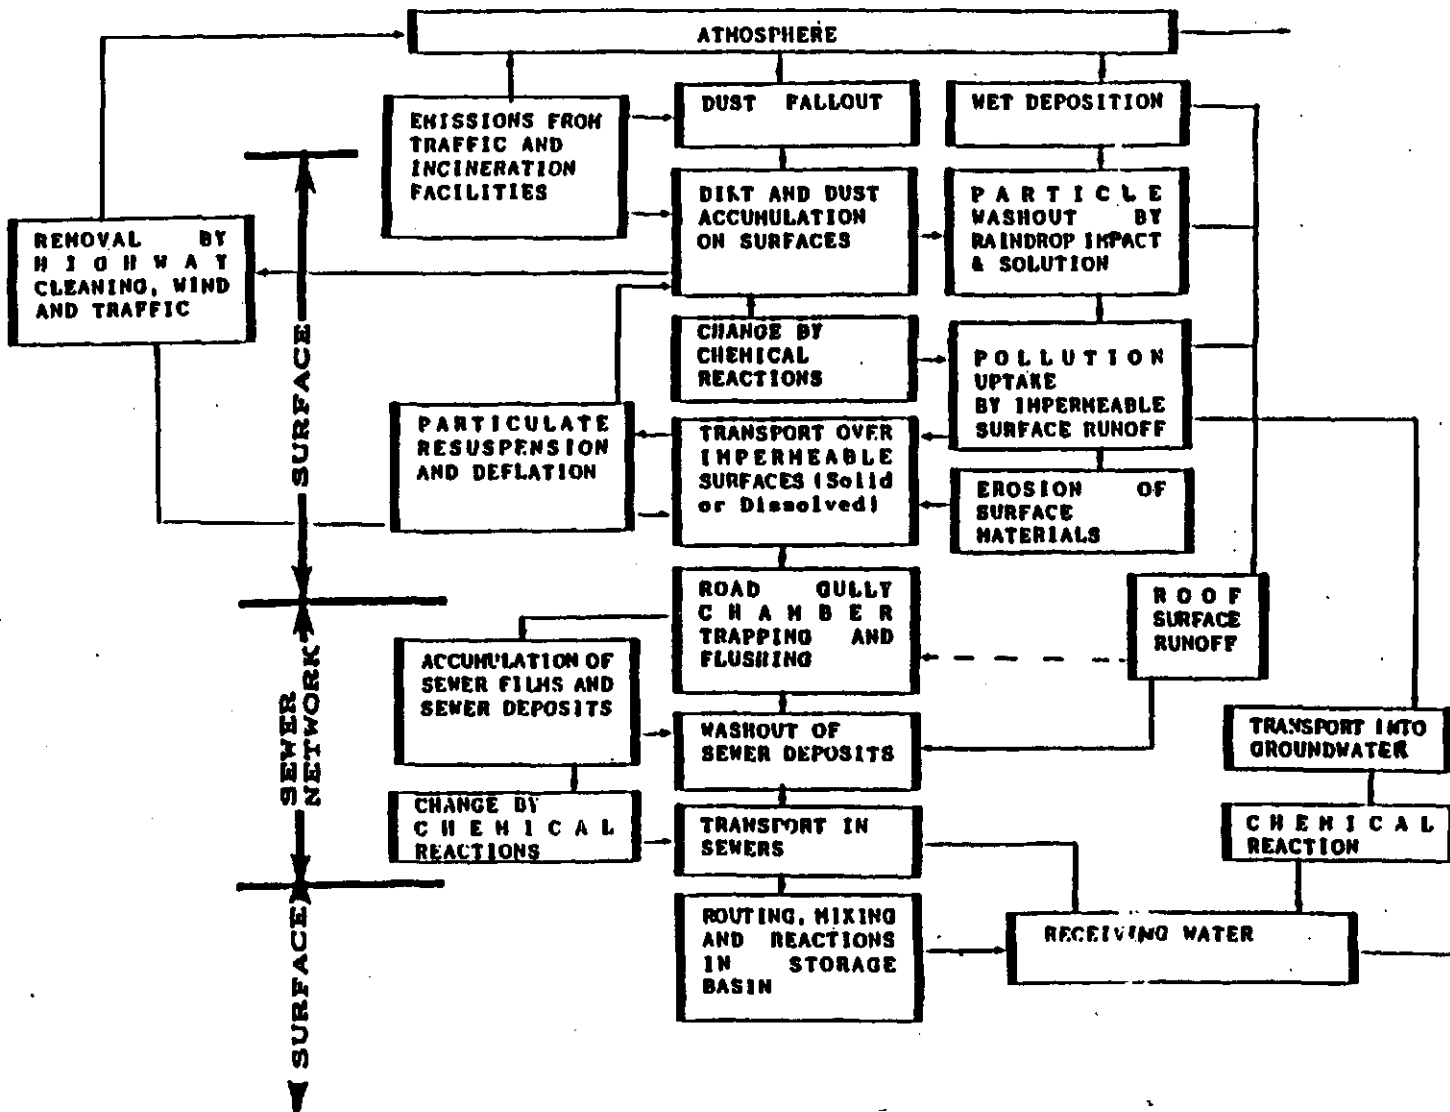 ATMOSPHERE
EMISSIONS FROM
TRAFFIC AND
INCINERATION
FACILITIES
DUST FALLOUT
WET DEPOSITION
REMOVAL BY
HIGHWAY
CLEANING, WIND
AND TRAFFIC
DIRT AND DUST
ACCUMULATION
ON SURFACES
PARTICLE
WASHOUT BY
RAINDROP IMPACT
& SOLUTION
SURFACE
CHANGE BY
CHEMICAL
REACTIONS
POLLUTION
UPTAKE
BY IMPERMEABLE
SURFACE RUNOFF
PARTICULATE
RESUSPENSION
AND DEFLATION
TRANSPORT OVER
IMPERMEABLE
SURFACES (Solid
or Dissolved)
EROSION OF
SURFACE
MATERIALS
ROAD GULLY
CHAMBER
TRAPPING AND
FLUSHING
ROOF
SURFACE
RUNOFF
SEWER
NETWORK
ACCUMULATION OF
SEWER FILMS AND
SEWER DEPOSITS
WASHOUT OF
SEWER DEPOSITS
TRANSPORT INTO
GROUNDWATER
CHANGE BY
CHEMICAL
REACTIONS
TRANSPORT IN
SEWERS
CHEMICAL
REACTION
SURFACE
ROUTING, MIXING
AND REACTIONS
IN STORAGE
BASIN
RECEIVING WATER